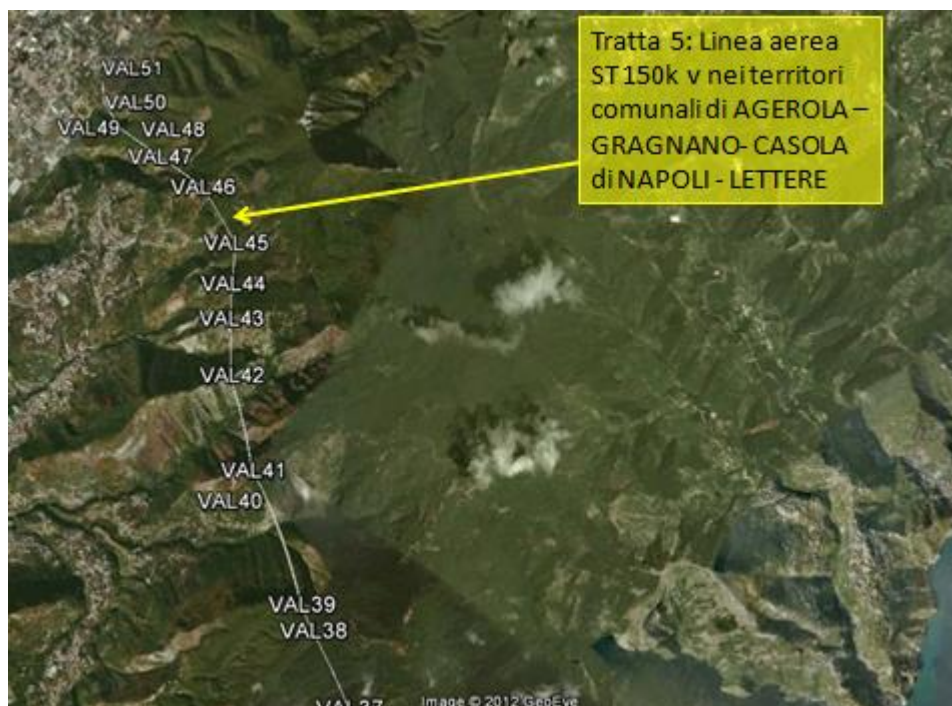 Tratta 5: Linea aerea
ST 150k v nei territori
comunali di AGEROLA –
GRAGNANO- CASOLA
di NAPOLI - LETTERE
VAL51
VAL50
VAL49
VAL48
VAL47
VAL46
VAL45
VAL44
VAL43
VAL42
VAL41
VAL40
VAL39
VAL38
VAL37
Image © 2012 GeoEye